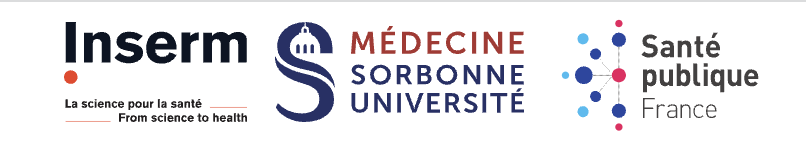 Inserm
La science pour la santé
From science to health
MÉDECINE
SORBONNE
UNIVERSITÉ
Santé
publique
France